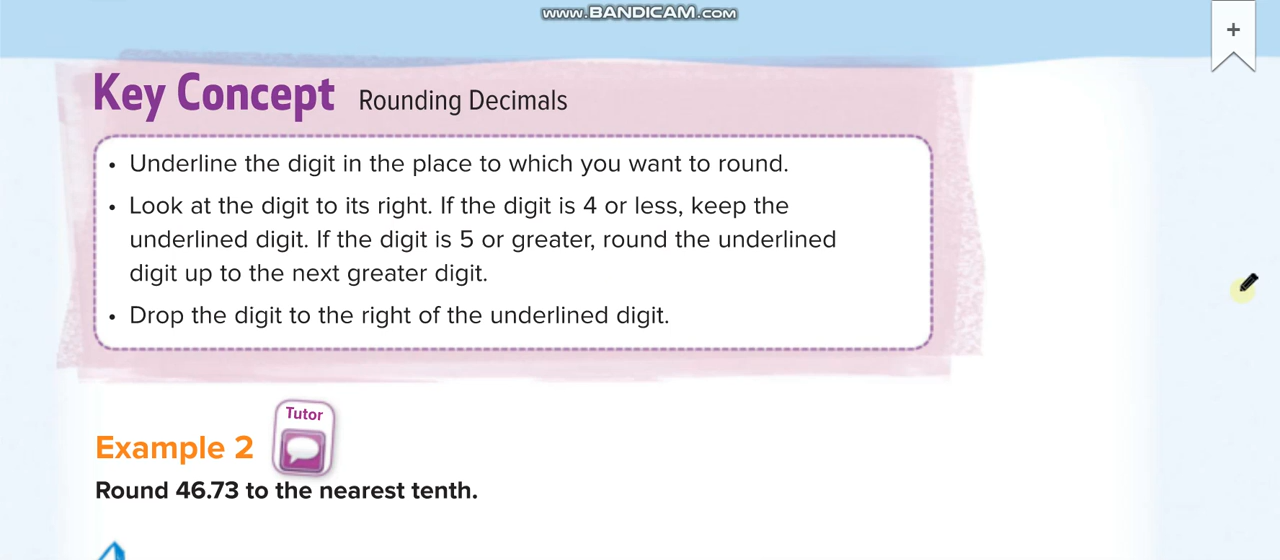 www.BANDICAM.com
Key Concept Rounding Decimals
• Underline the digit in the place to which you want to round.
• Look at the digit to its right. If the digit is 4 or less, keep the
underlined digit. If the digit is 5 or greater, round the underlined
digit up to the next greater digit.
• Drop the digit to the right of the underlined digit.
Tutor
Example 2
Round 46.73 to the nearest tenth.